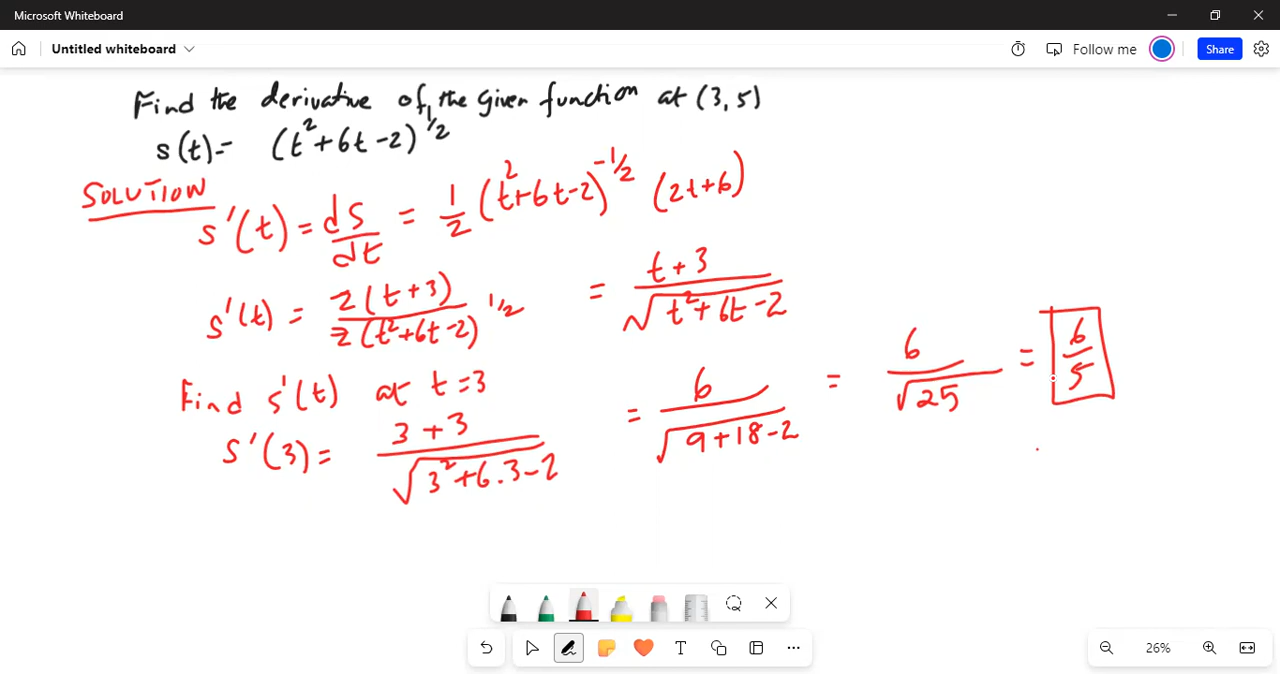 Microsoft Whiteboard
Untitled whiteboard
Follow me
Share
Find the derivative of the given function at (3,5)
s(t)= (t²+6t-2)^1/2
SOLUTION
s'(t) = ds/dt = 1/2 (t²+6t-2)^-1/2 (2t+6)
s'(t) = 2(t+3)/2(t²+6t-2)^1/2 = t+3/√t²+6t-2
Find s'(t) at t=3
s'(3) = 3+3/√3²+6.3-2 = 6/√9+18-2 = 6/√25 = 6/5
T
26%